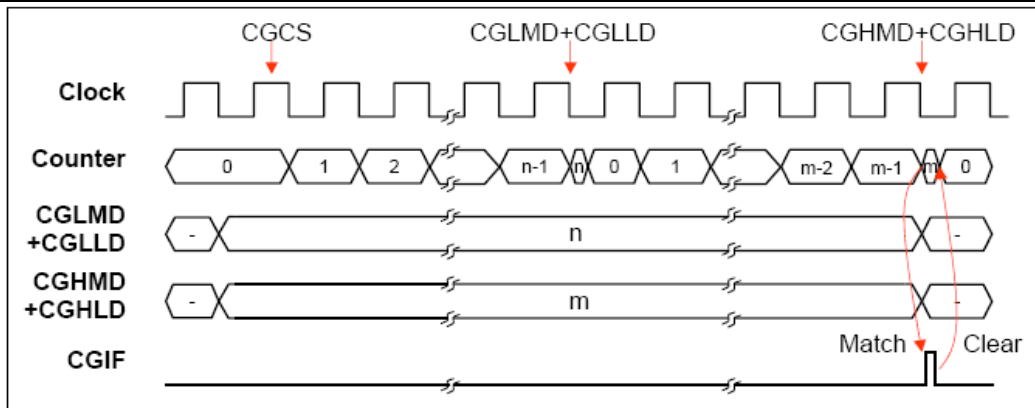 CGCS CGLMD+CGLLD CGHMD+CGHLD
Clock
Counter 0 1 2 n-1 n 0 1 m-2 m-1 m 0
CGLMD
+CGLLD - n -
CGHMD
+CGHLD - m -
Match Clear
CGIF